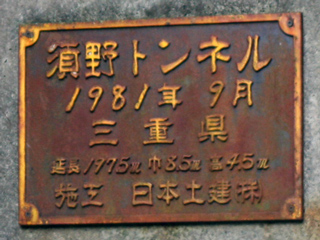 須野トンネル
1981年9月
三重県
延長177.5m 巾8.5m 高4.5m
施工 日本土建㈱